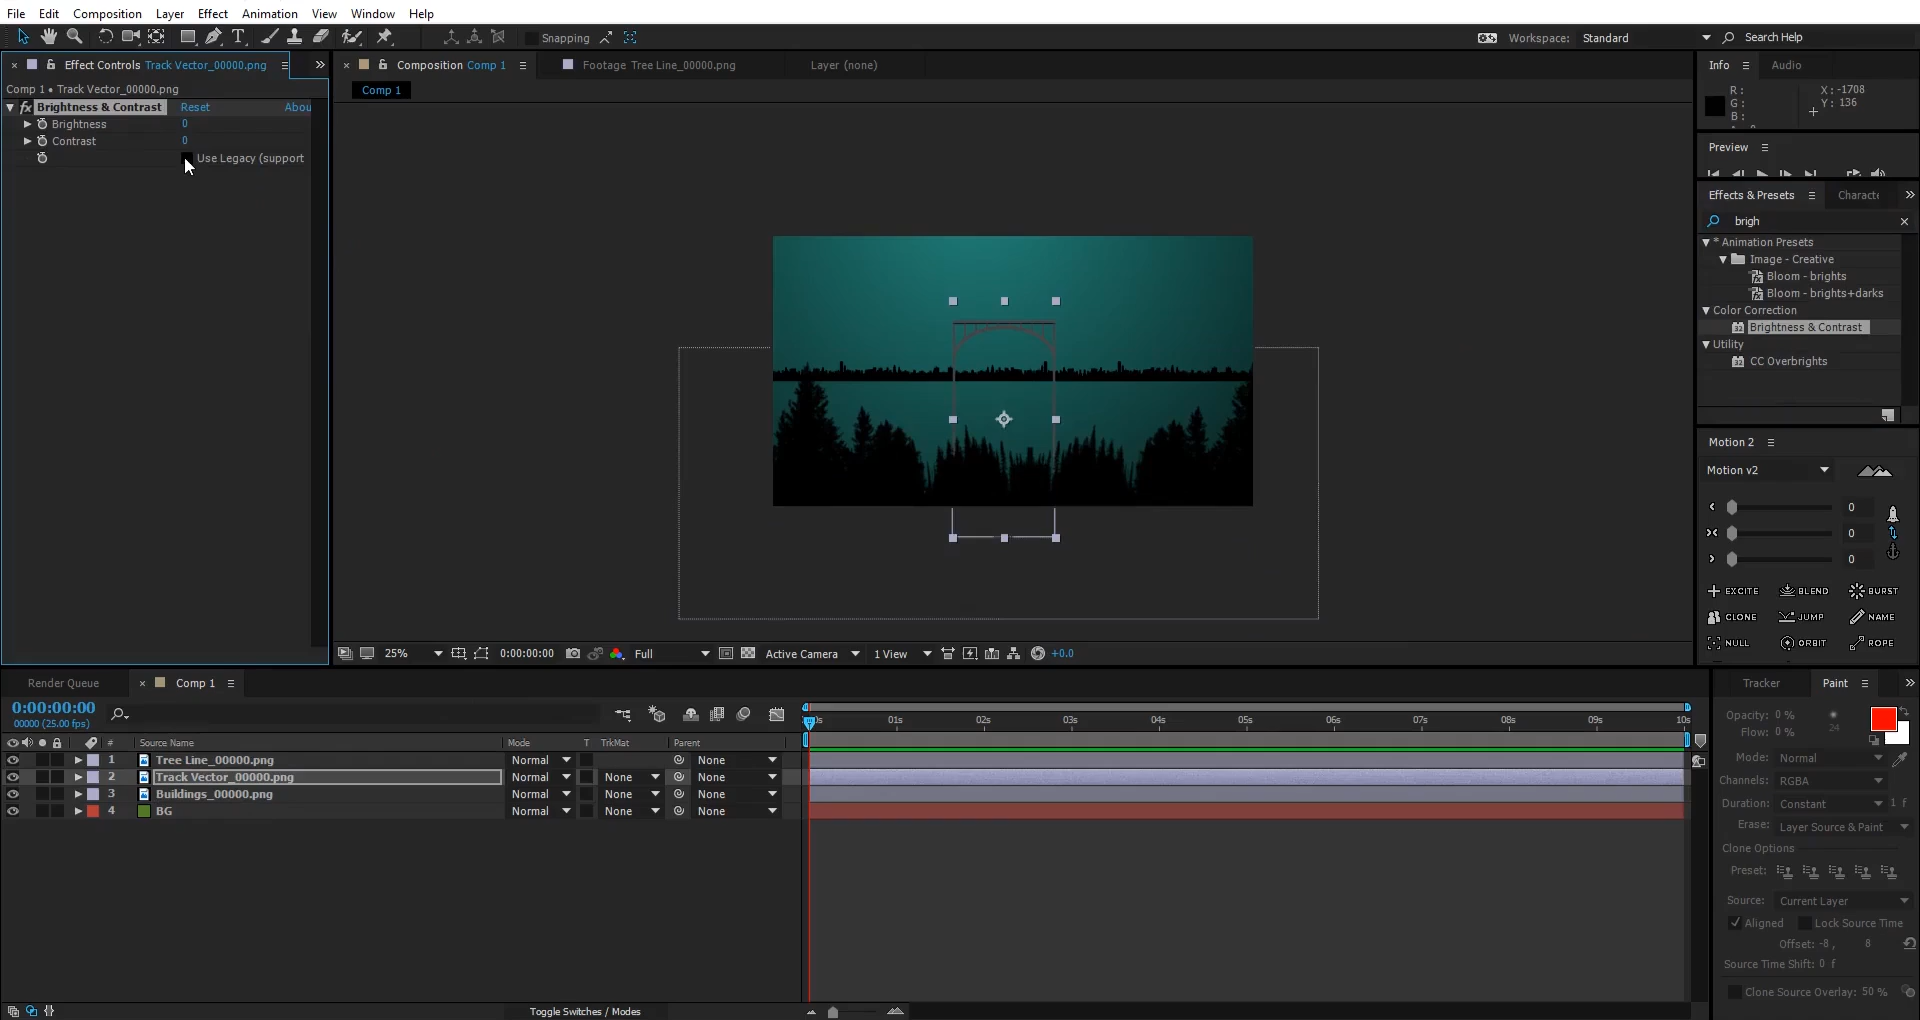 File Edit Composition Layer Effect Animation View Window Help
Snapping Workspace: Standard Search Help
Effect Controls Track Vector_00000.png
Composition Comp 1 Footage Tree Line_00000.png Layer (none)
Info Audio
Comp 1 • Track Vector_00000.png
Comp 1
fx Brightness & Contrast Reset Abou
Brightness 0
Contrast 0
Use Legacy (support
R :
G :
B :
X : -1708
Y : 136
Preview
Effects & Presets Characte
brigh
* Animation Presets
Image - Creative
Bloom - brights
Bloom - brights+darks
Color Correction
Brightness & Contrast
Utility
CC Overbrights
Motion 2
Motion v2
0
0
0
EXCITE BLEND BURST
CLONE JUMP NAME
NULL ORBIT ROPE
25% 0:00:00:00 Full Active Camera 1 View +0.0
Render Queue Comp 1
0:00:00:00
00000 (25.00 fps)
01s 02s 03s 04s 05s 06s 07s 08s 09s 10s
# Source Name Mode T TrkMat Parent
1 Tree Line_00000.png Normal None
2 Track Vector_00000.png Normal None None
3 Buildings_00000.png Normal None None
4 BG Normal None None
Toggle Switches / Modes
Tracker Paint
Opacity: 0 %
Flow: 0 %
24
Mode: Normal
Channels: RGBA
Duration: Constant 1 f
Erase: Layer Source & Paint
Clone Options
Preset:
Source: Current Layer
Aligned Lock Source Time
Offset: -8 , 8
Source Time Shift: 0 f
Clone Source Overlay: 50 %